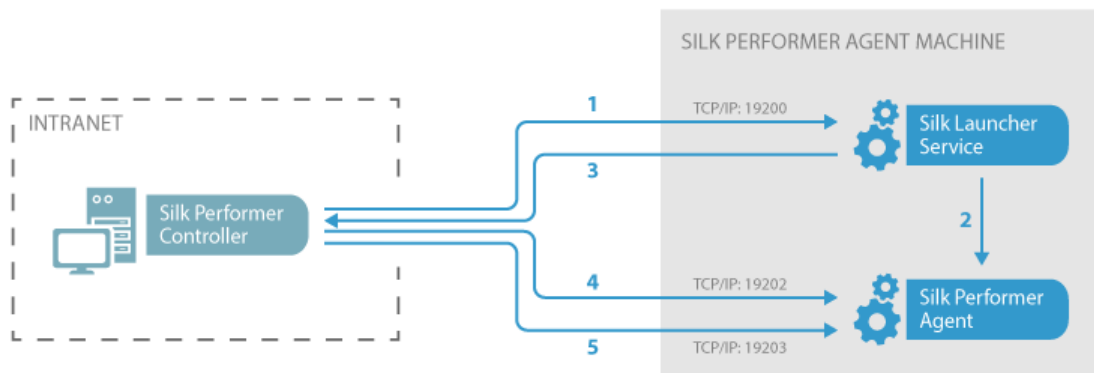 SILK PERFORMER AGENT MACHINE
INTRANET
1
TCP/IP: 19200
Silk Launcher
Service
3
Silk Performer
Controller
2
4
TCP/IP: 19202
Silk Performer
Agent
5
TCP/IP: 19203